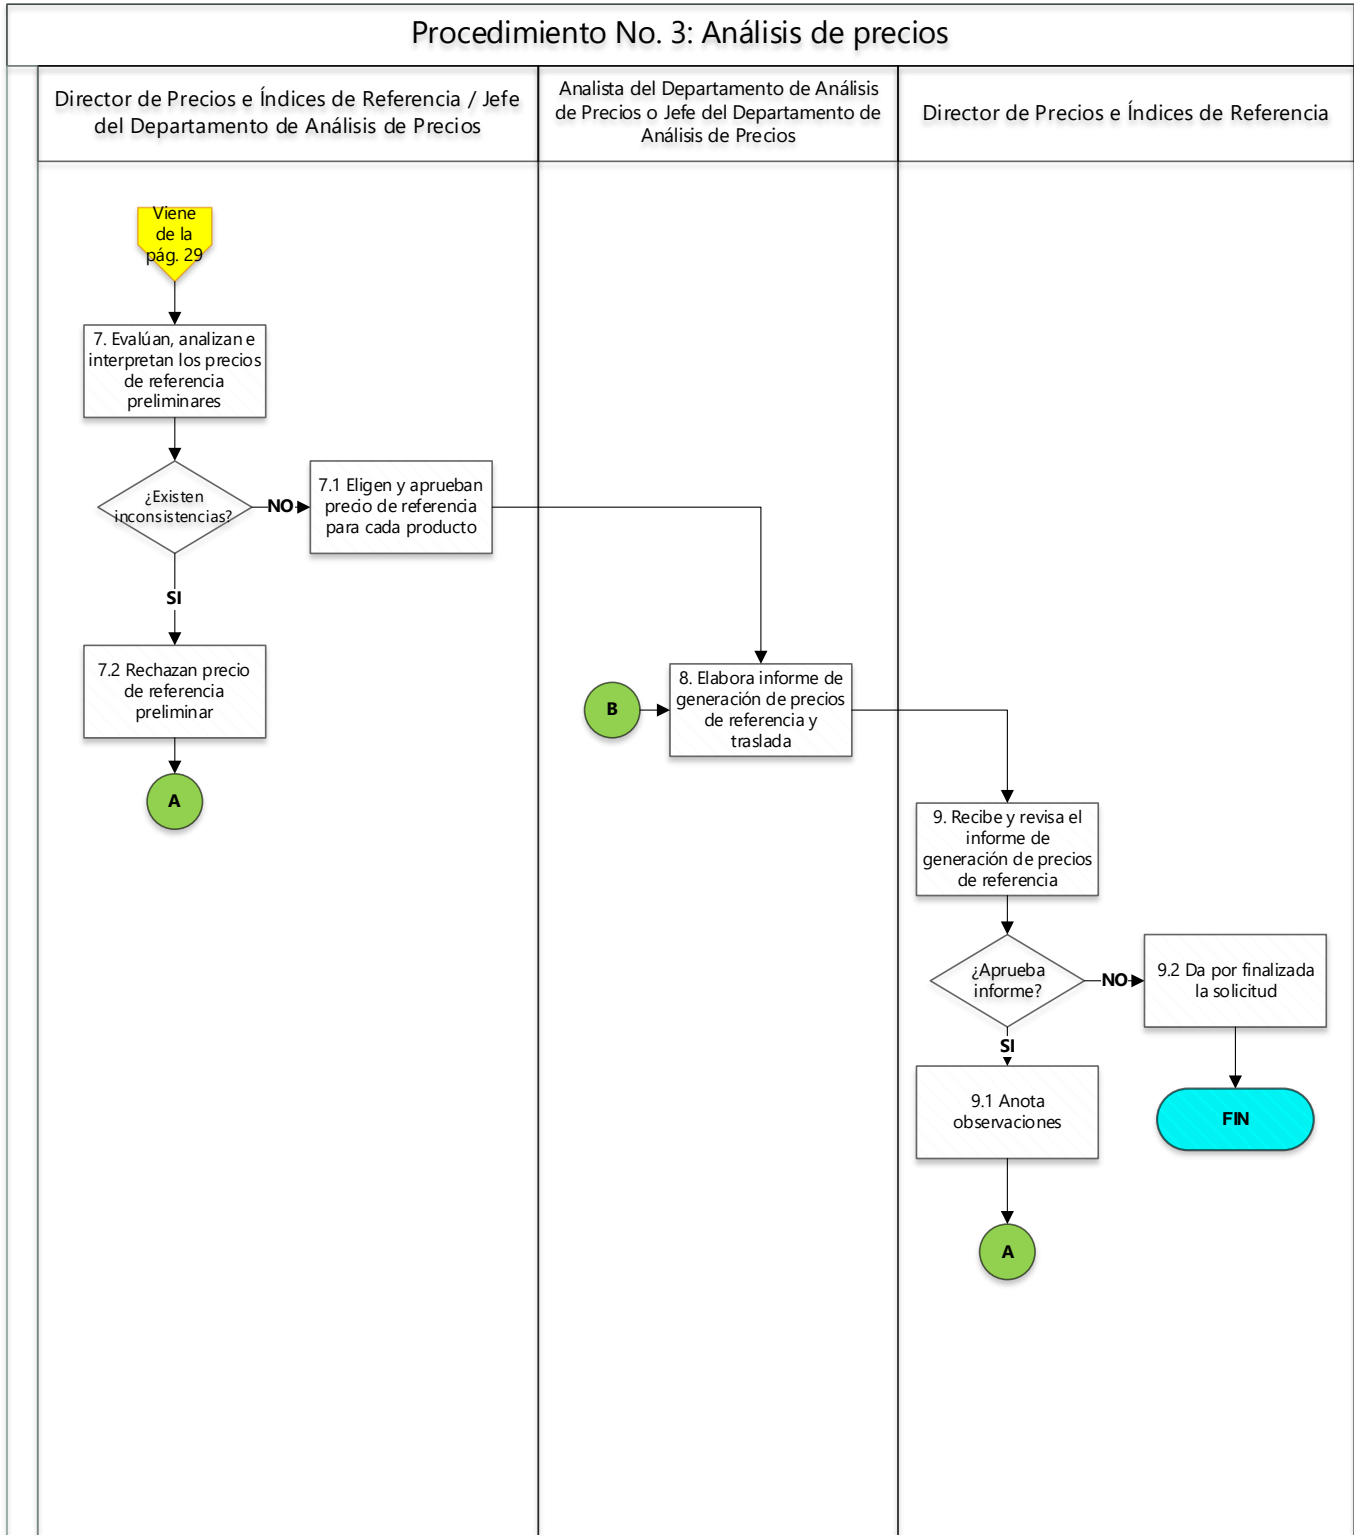 Procedimiento No. 3: Análisis de precios
Director de Precios e Índices de Referencia / Jefe
del Departamento de Análisis de Precios
Analista del Departamento de Análisis
de Precios o Jefe del Departamento de
Análisis de Precios
Director de Precios e Índices de Referencia
Viene
de la
pág. 29
7. Evalúan, analizan e
interpretan los precios
de referencia
preliminares
¿Existen
inconsistencias?
NO
7.1 Eligen y aprueban
precio de referencia
para cada producto
SI
7.2 Rechazan precio
de referencia
preliminar
A
B
8. Elabora informe de
generación de precios
de referencia y
traslada
9. Recibe y revisa el
informe de
generación de precios
de referencia
¿Aprueba
informe?
NO
9.2 Da por finalizada
la solicitud
SI
9.1 Anota
observaciones
FIN
A